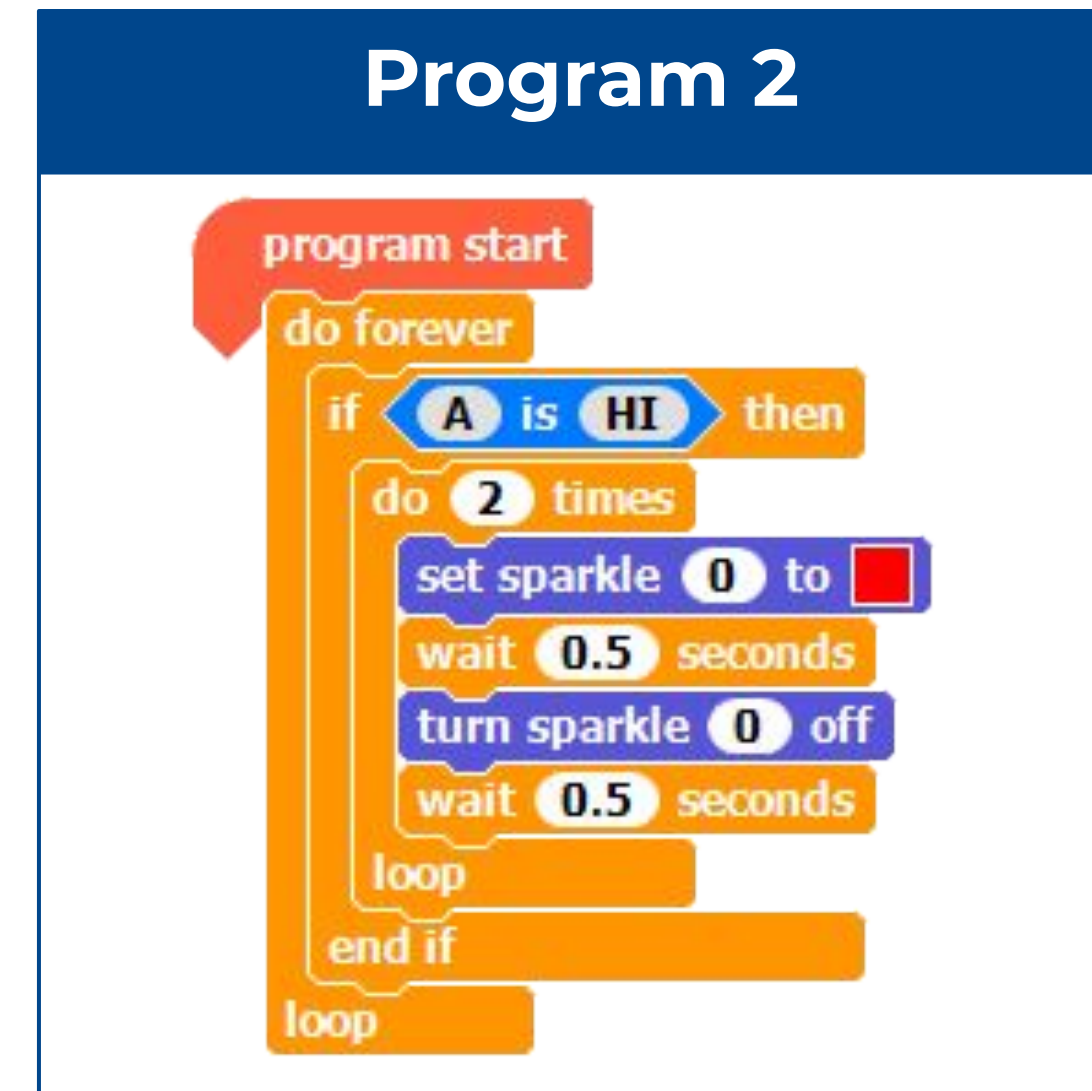 Program 2
program start
do forever
if A is HI then
do 2 times
set sparkle 0 to
wait 0.5 seconds
turn sparkle 0 off
wait 0.5 seconds
loop
end if
loop